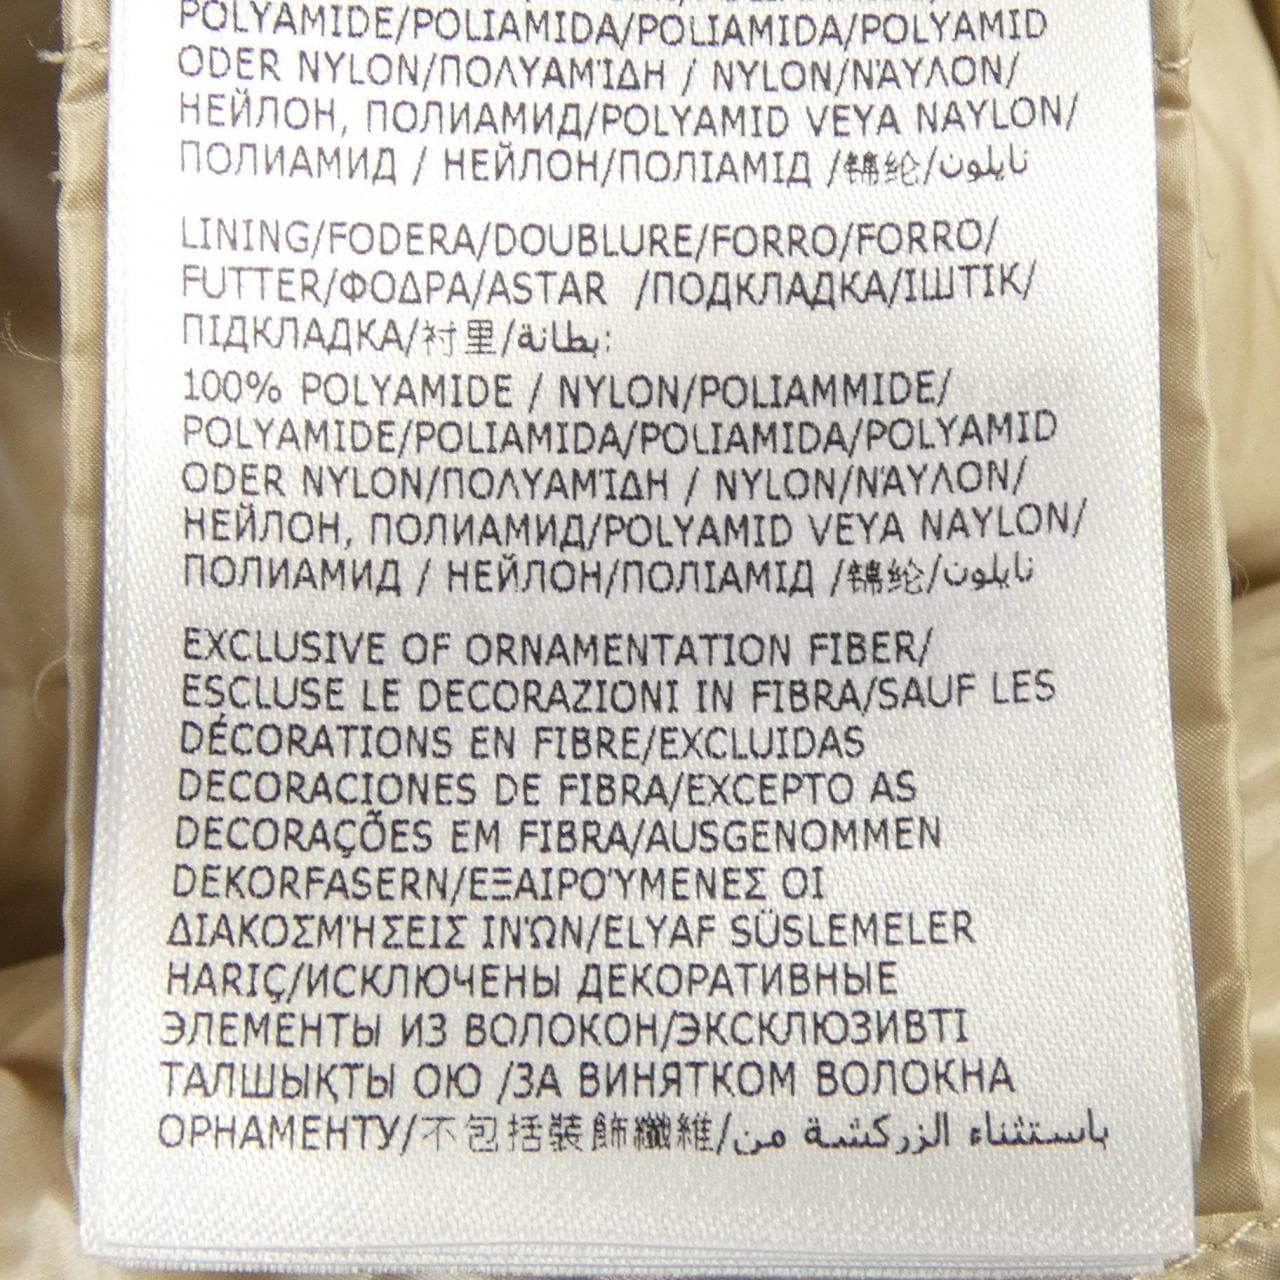 POLYAMIDE/POLIAMIDA/POLIAMIDA/POLYAMID
ODER NYLON/ΠΟΛΥΑΜΊΔΗ / NYLON/ΝΆΥΛΟΝ/
НЕЙЛОН, ПОЛИАМИД/POLYAMID VEYA NAYLON/
ПОЛИАМИД / НЕЙЛОН/ПОЛІАМІД /锦纶/نايلون
LINING/FODERA/DOUBLURE/FORRO/FORRO/
FUTTER/ΦΟΔΡΑ/ASTAR /ПОДКЛАДКА/ІШТІК/
ПІДКЛАДКА/衬里/بطانة:
100% POLYAMIDE / NYLON/POLIAMMIDE/
POLYAMIDE/POLIAMIDA/POLIAMIDA/POLYAMID
ODER NYLON/ΠΟΛΥΑΜΊΔΗ / NYLON/ΝΆΥΛΟΝ/
НЕЙЛОН, ПОЛИАМИД/POLYAMID VEYA NAYLON/
ПОЛИАМИД / НЕЙЛОН/ПОЛІАМІД /锦纶/نايلون
EXCLUSIVE OF ORNAMENTATION FIBER/
ESCLUSE LE DECORAZIONI IN FIBRA/SAUF LES
DÉCORATIONS EN FIBRE/EXCLUIDAS
DECORACIONES DE FIBRA/EXCEPTO AS
DECORAÇÕES EM FIBRA/AUSGENOMMEN
DEKORFASERN/ΕΞΑΙΡΟΎΜΕΝΕΣ ΟΙ
ΔΙΑΚΟΣΜΉΣΕΙΣ ΙΝΏΝ/ELYAF SÜSLEMELER
HARIÇ/ИСКЛЮЧЕНЫ ДЕКОРАТИВНЫЕ
ЭЛЕМЕНТЫ ИЗ ВОЛОКОН/ЭКСКЛЮЗИВТІ
ТАЛШЫҚТЫ ОЮ /ЗА ВИНЯТКОМ ВОЛОКНА
ОРНАМЕНТУ/不包括裝飾纖維/باستثناء الزركشة من